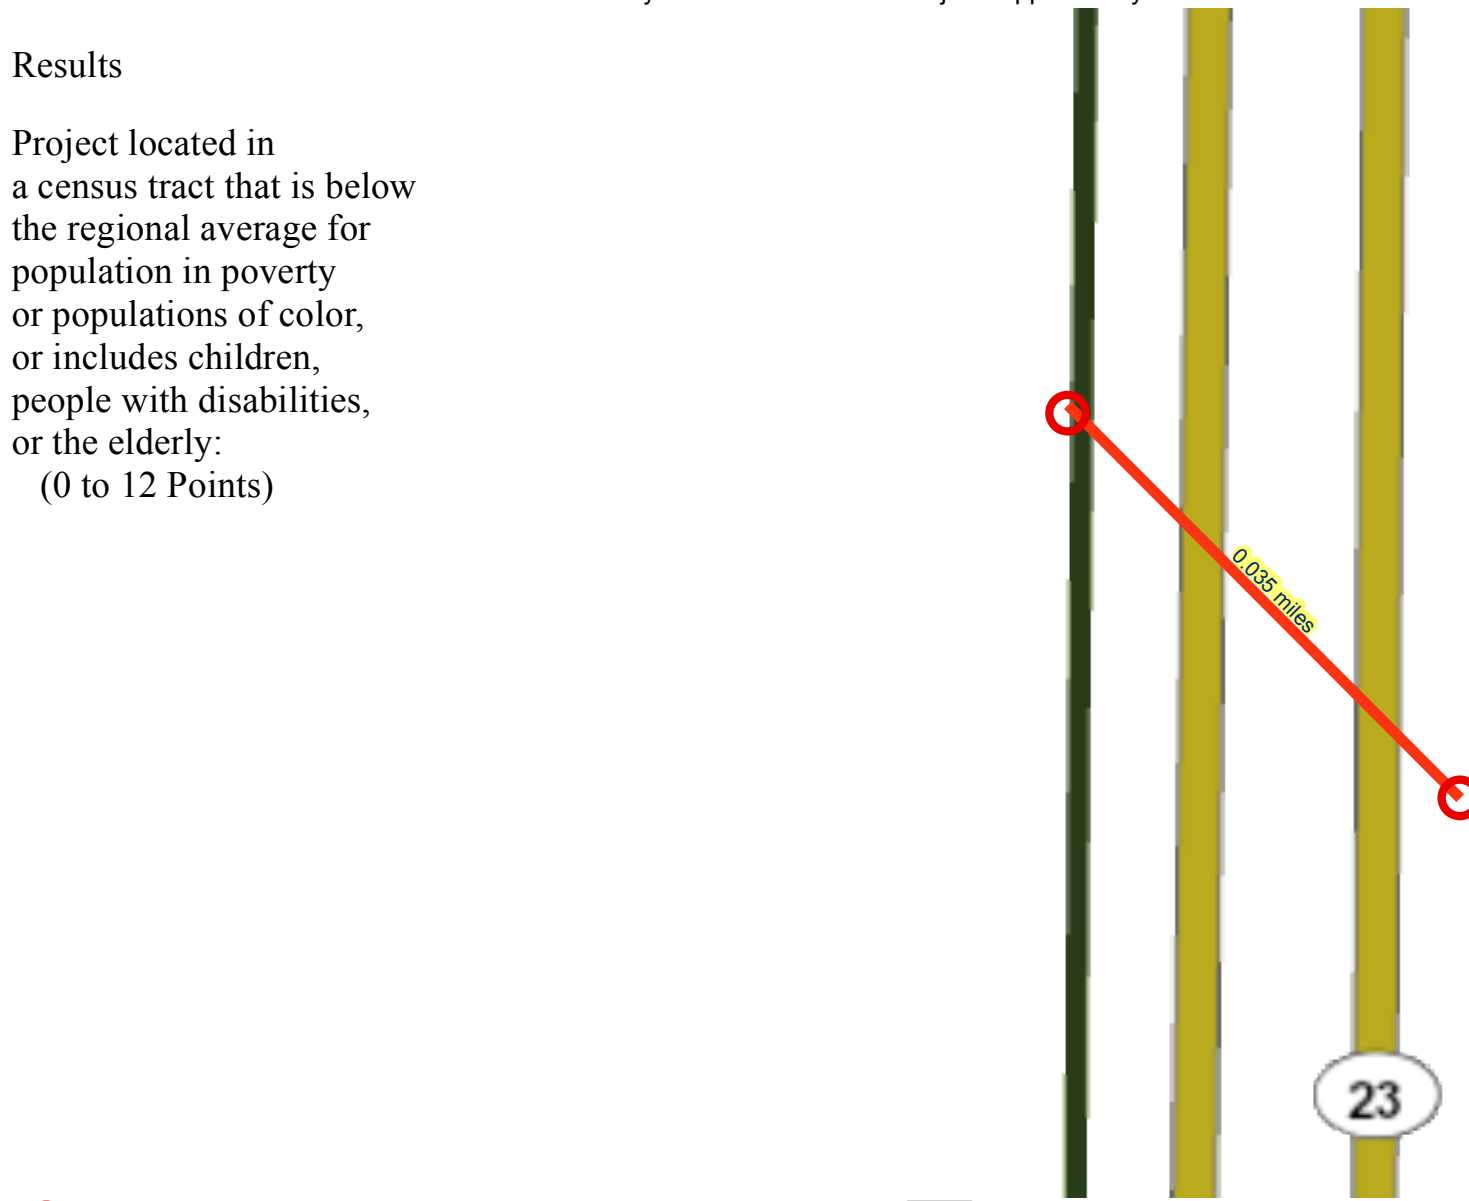 Results
Project located in
a census tract that is below
the regional average for
population in poverty
or populations of color,
or includes children,
people with disabilities,
or the elderly:
(0 to 12 Points)
0.035 miles
23